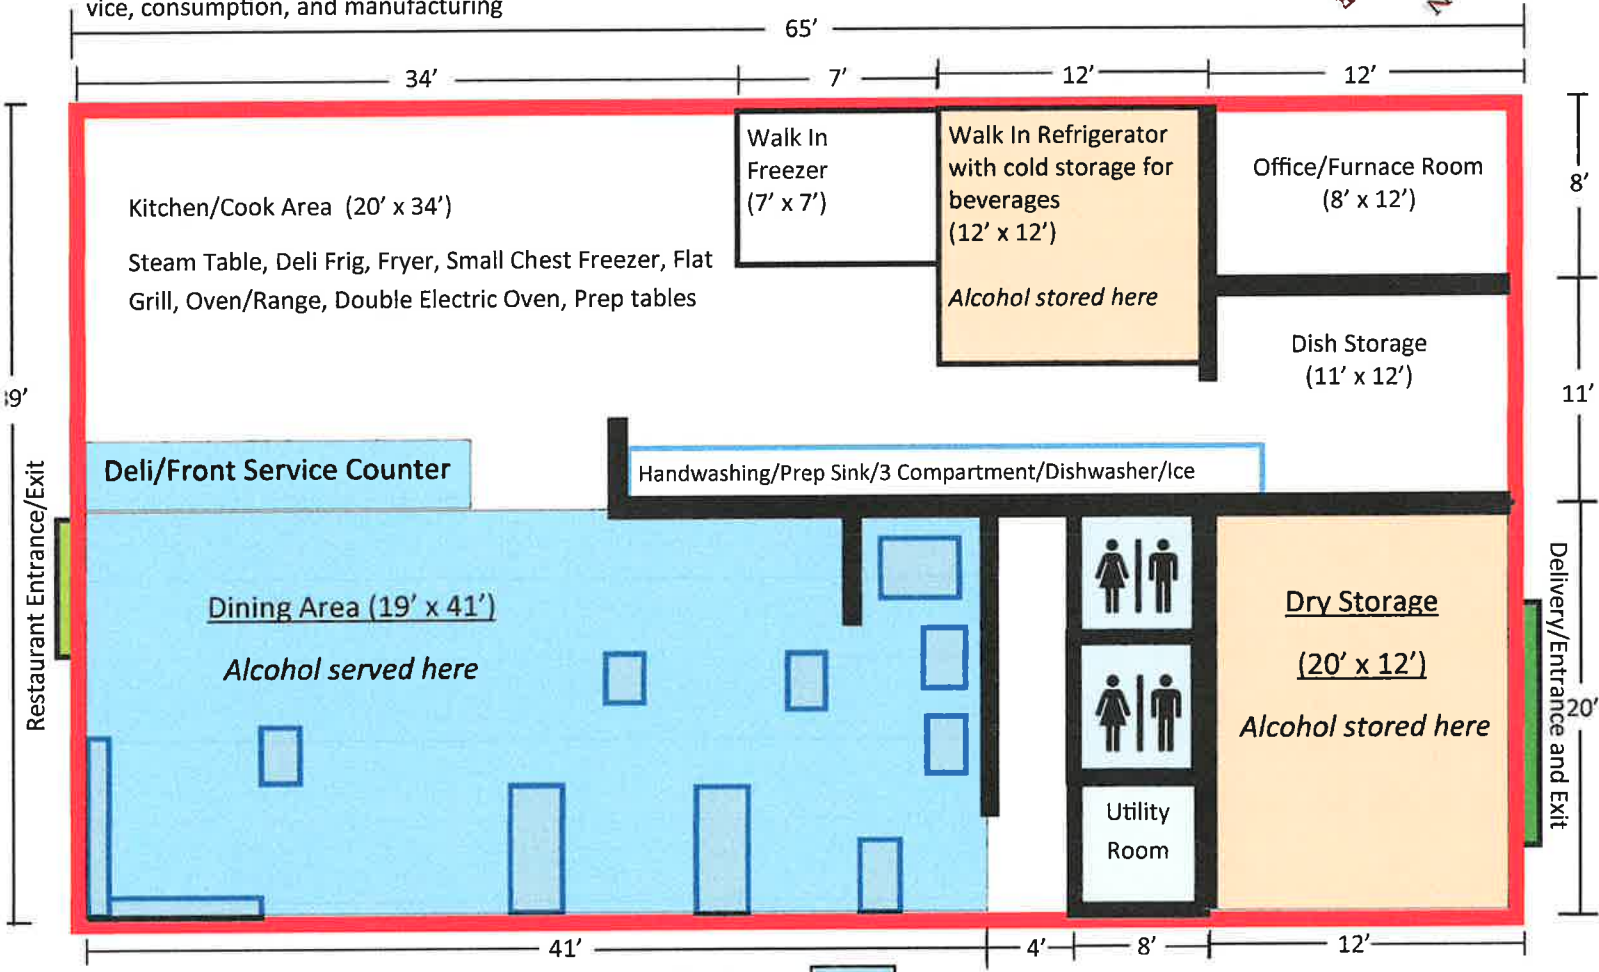 vice, consumption, and manufacturing
65’
34’
7’
12’
12’
Walk In
Freezer
(7’ x 7’)
Walk In Refrigerator
with cold storage for
beverages
(12’ x 12’)
Alcohol stored here
Office/Furnace Room
(8’ x 12’)
8’
Kitchen/Cook Area (20’ x 34’)
Steam Table, Deli Frig, Fryer, Small Chest Freezer, Flat
Grill, Oven/Range, Double Electric Oven, Prep tables
Dish Storage
(11’ x 12’)
11’
9’
Deli/Front Service Counter
Handwashing/Prep Sink/3 Compartment/Dishwasher/Ice
Restaurant Entrance/Exit
Dining Area (19’ x 41’)
Alcohol served here
Dry Storage
(20’ x 12’)
Alcohol stored here
Delivery/Entrance and Exit
20’
Utility
Room
41’
4’
8’
12’